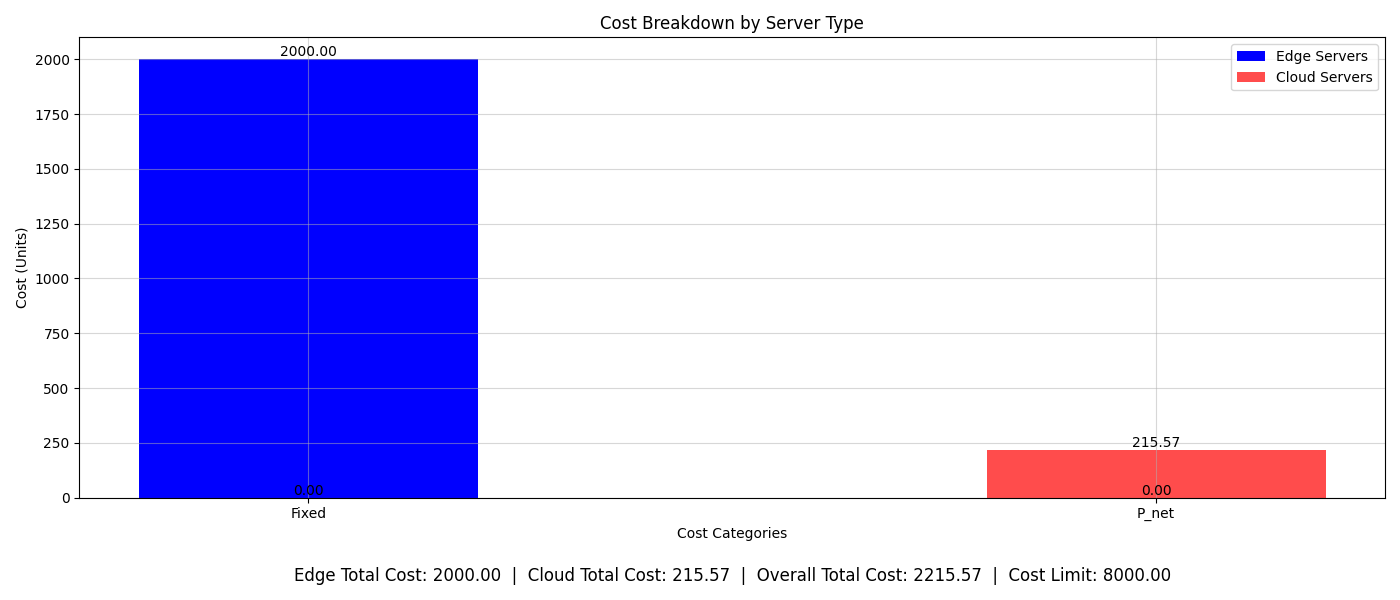 Cost Breakdown by Server Type
2000.00
Edge Servers
Cloud Servers
2000
1750
1500
1250
1000
750
500
250
0
Cost (Units)
215.57
0.00
0.00
Fixed
P_net
Cost Categories
Edge Total Cost: 2000.00 | Cloud Total Cost: 215.57 | Overall Total Cost: 2215.57 | Cost Limit: 8000.00